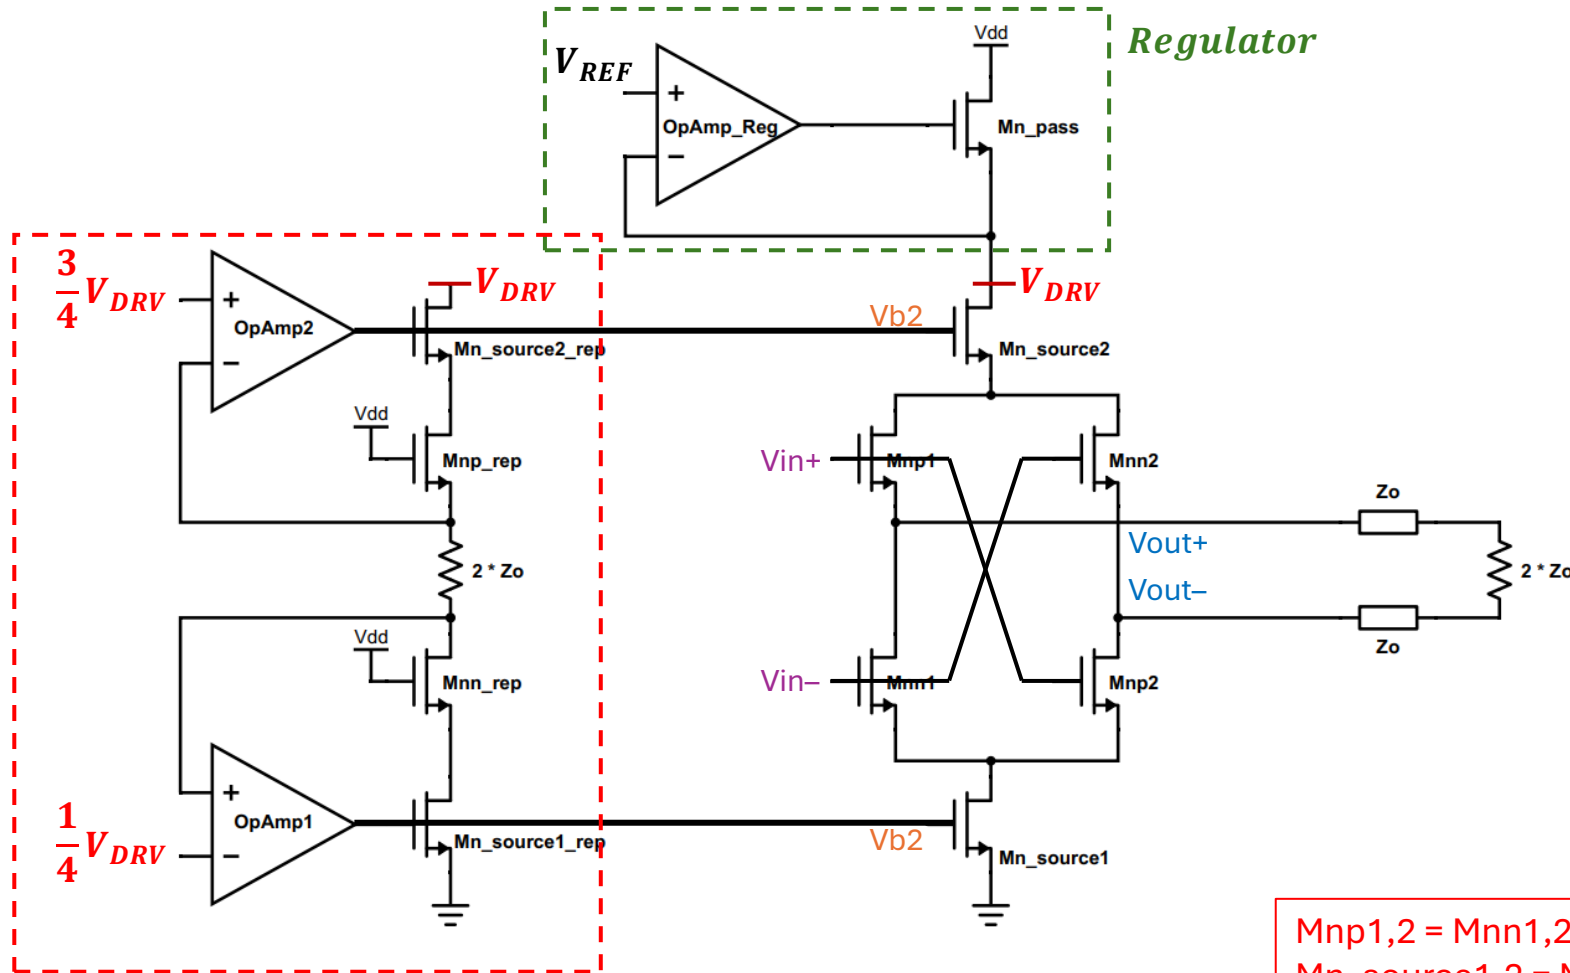 Vdd
Regulator
V_REF
+
OpAmp_Reg
−
Mn_pass
3/4 V_DRV
+
OpAmp2
−
V_DRV
Mn_source2_rep
Vb2
V_DRV
Mn_source2
Vdd
Mnp_rep
Vin+
Mnp1
Mnn2
Zo
2 * Zo
Vout+
Vout−
2 * Zo
Zo
Vdd
Mnn_rep
Vin−
Mnn1
Mnp2
1/4 V_DRV
+
OpAmp1
−
Mn_source1_rep
Vb2
Mn_source1
Mnp1,2 = Mnn1,2